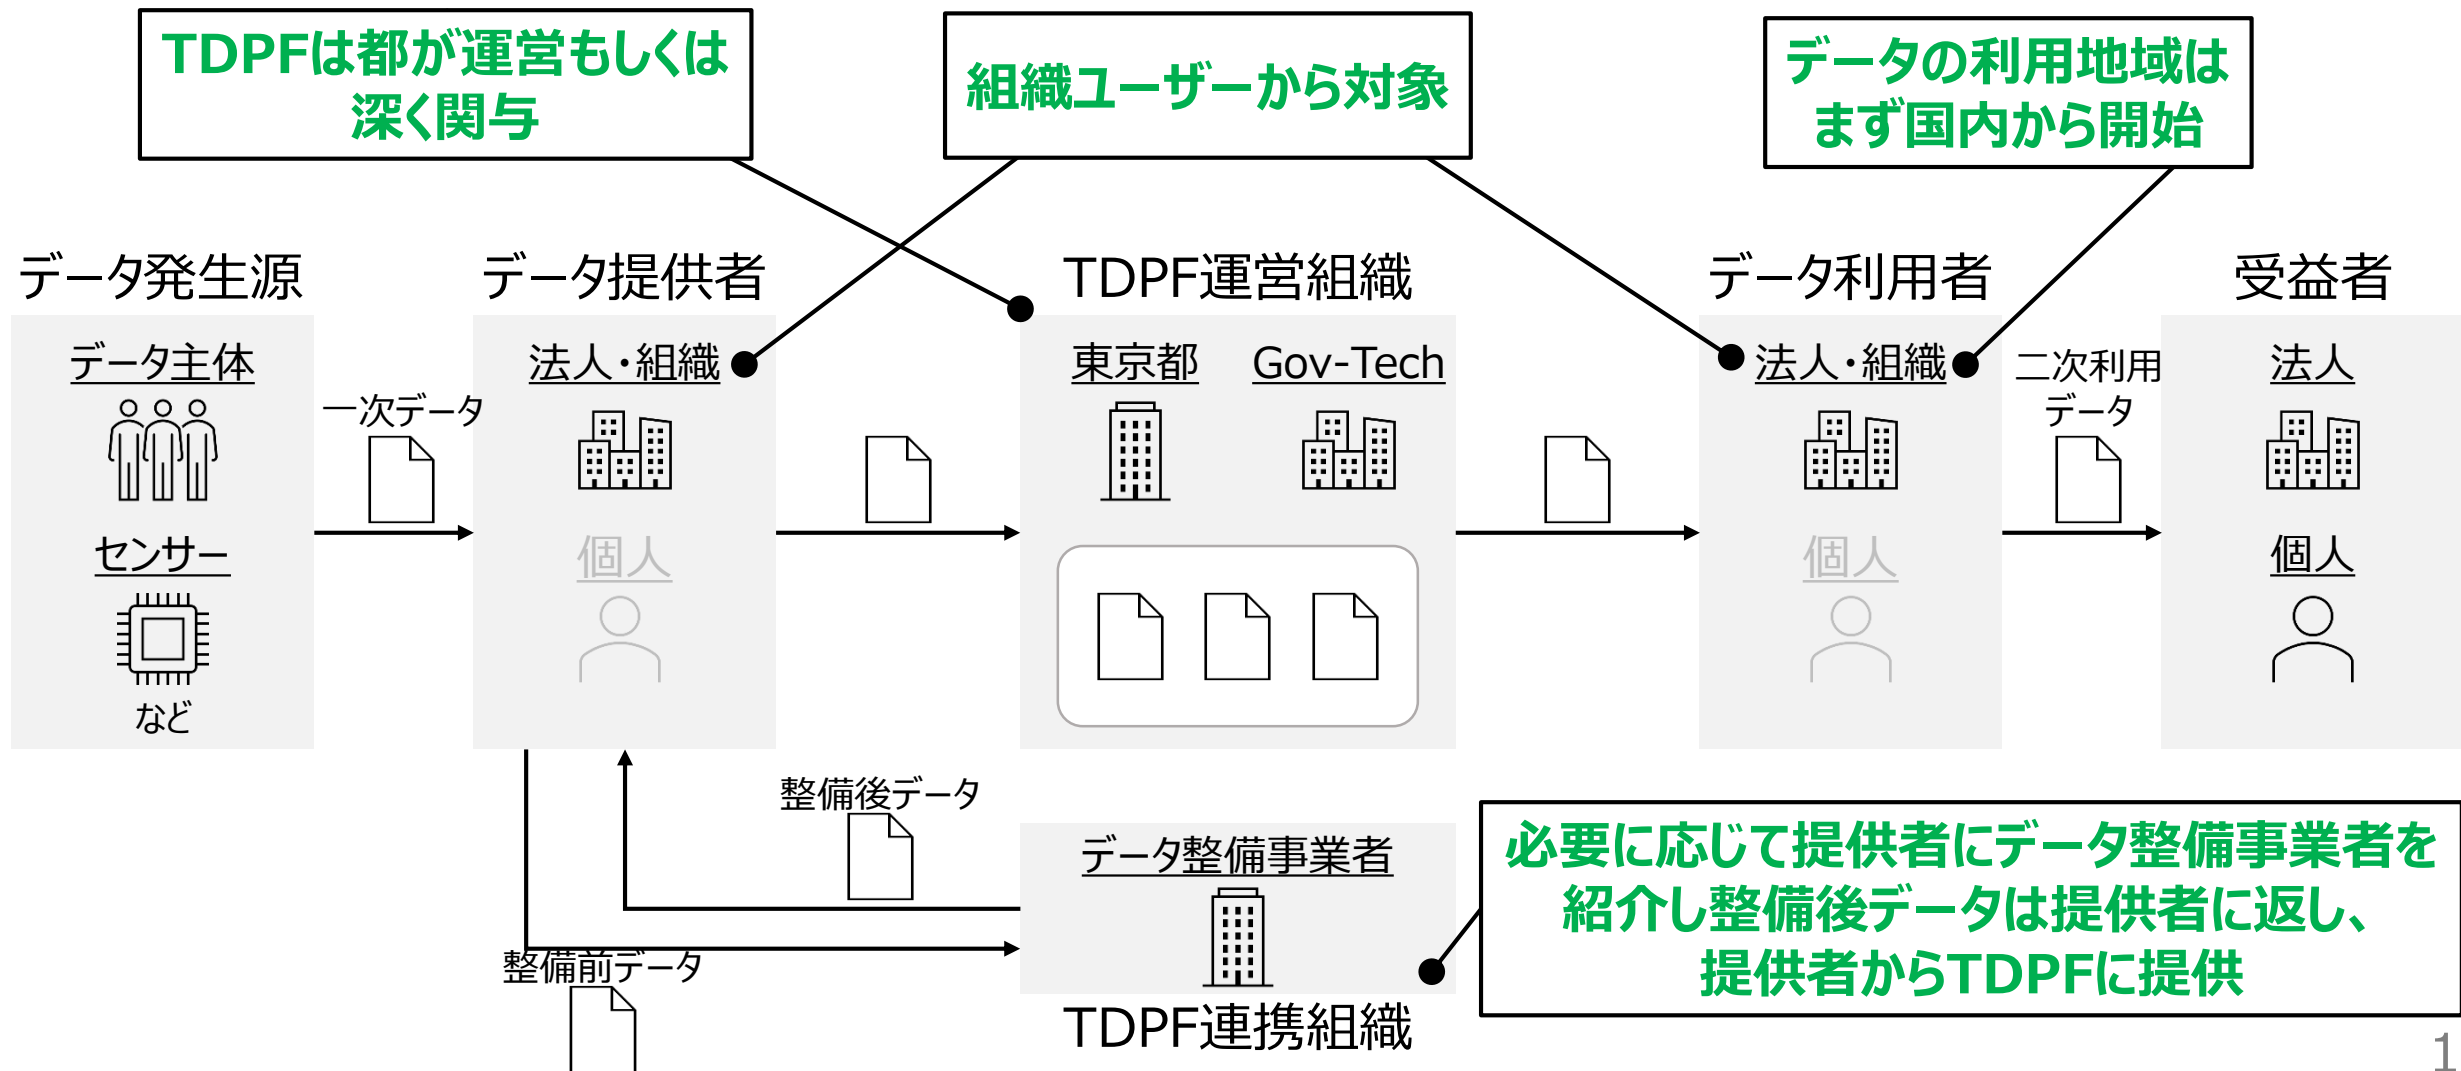 TDPFは都が運営もしくは
深く関与
組織ユーザーから対象
データの利用地域は
まず国内から開始
データ発生源
データ提供者
TDPF運営組織
データ利用者
受益者
データ主体
一次データ
センサー
など
法人・組織
個人
東京都
Gov-Tech
法人・組織
個人
二次利用
データ
法人
個人
整備後データ
整備前データ
データ整備事業者
TDPF連携組織
必要に応じて提供者にデータ整備事業者を
紹介し整備後データは提供者に返し、
提供者からTDPFに提供
1